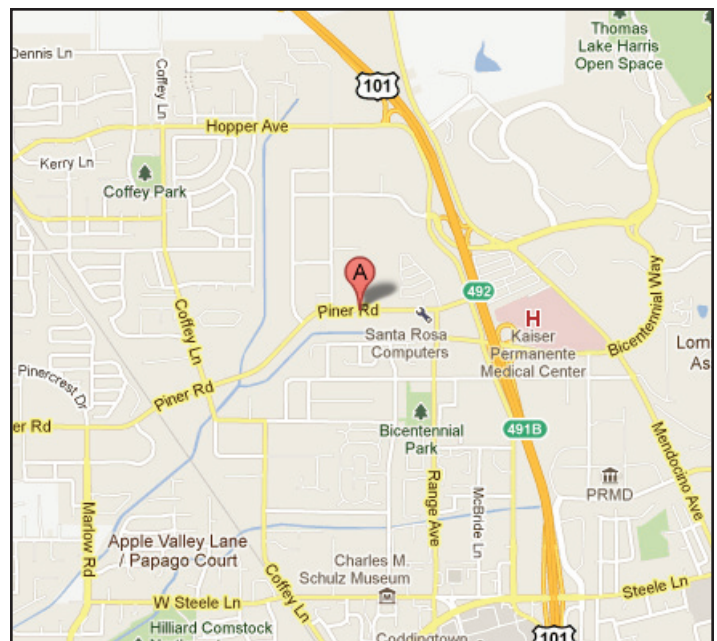 Thomas
Lake Harris
Open Space
Dennis Ln
Coffey Ln
101
Hopper Ave
Kerry Ln
Coffey Park
A
492
Piner Rd
Santa Rosa
Computers
H
Kaiser
Permanente
Medical Center
Bicentennial Way
Lom
As
Coffey Ln
Pinercrest Dr
Piner Rd
er Rd
Bicentennial
Park
491B
Mendocino Ave
Marlow Rd
Range Ave
McBride Ln
PRMD
Apple Valley Lane
/ Papago Court
Charles M.
Schulz Museum
Coffey Ln
Steele Ln
W Steele Ln
Hilliard Comstock
Coddingtown
101